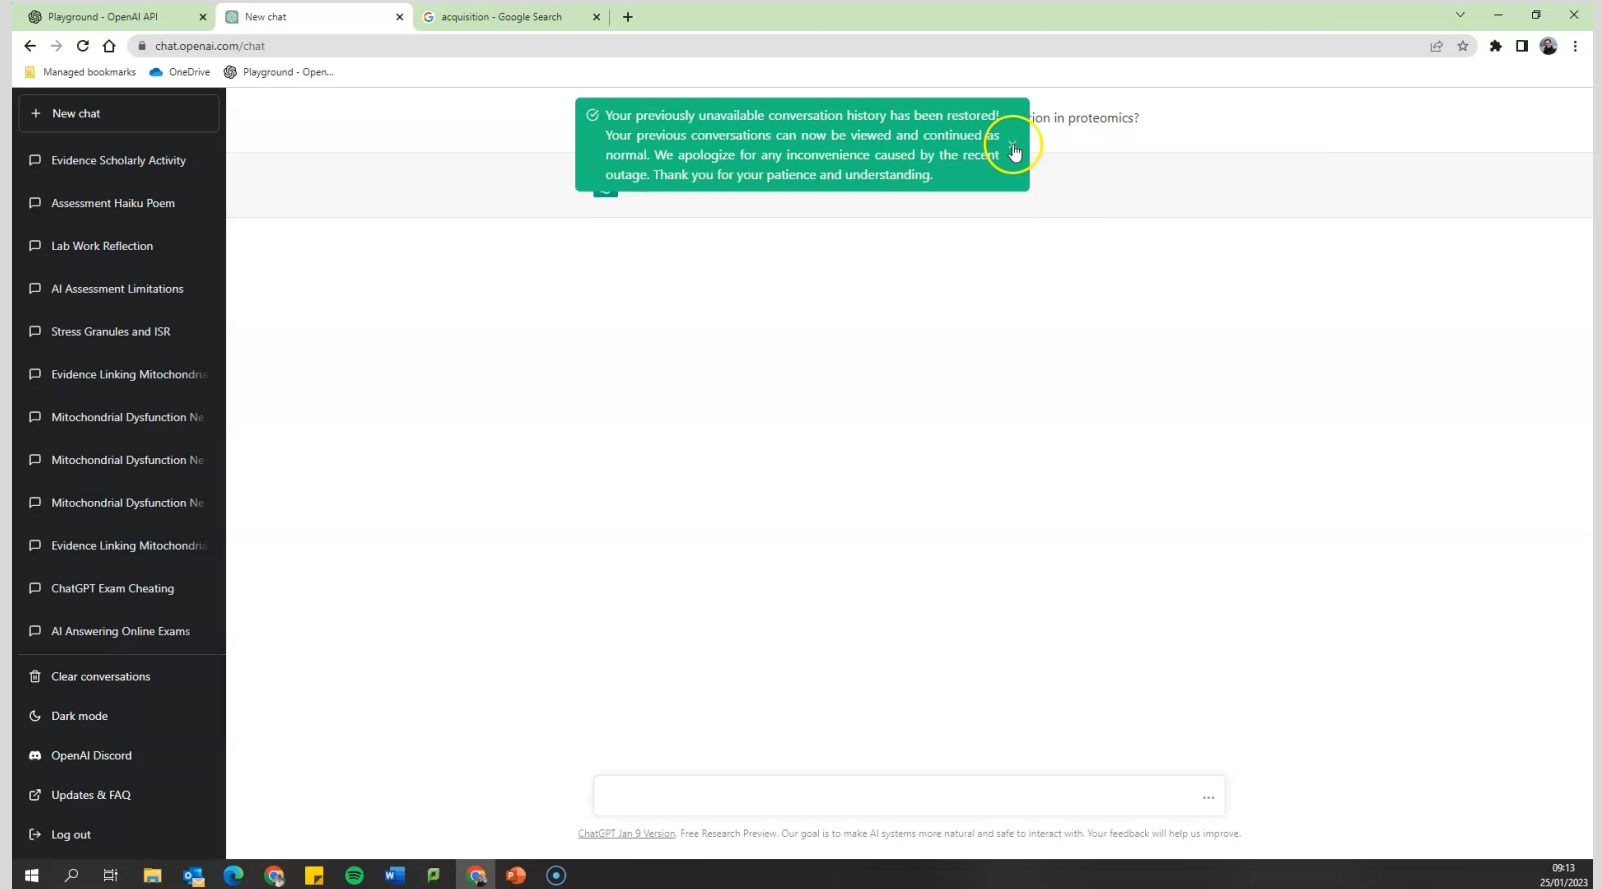 Playground - OpenAI API
New chat
acquisition - Google Search
chat.openai.com/chat
Managed bookmarks
OneDrive
Playground - Open...
New chat
Evidence Scholarly Activity
Assessment Haiku Poem
Lab Work Reflection
AI Assessment Limitations
Stress Granules and ISR
Evidence Linking Mitochondria
Mitochondrial Dysfunction Ne
Mitochondrial Dysfunction Ne
Mitochondrial Dysfunction Ne
Evidence Linking Mitochondria
ChatGPT Exam Cheating
AI Answering Online Exams
Clear conversations
Dark mode
OpenAI Discord
Updates & FAQ
Log out
Your previously unavailable conversation history has been restored!
Your previous conversations can now be viewed and continued as
normal. We apologize for any inconvenience caused by the recent
outage. Thank you for your patience and understanding.
in proteomics?
...
ChatGPT Jan 9 Version. Free Research Preview. Our goal is to make AI systems more natural and safe to interact with. Your feedback will help us improve.
09:13
25/01/2023